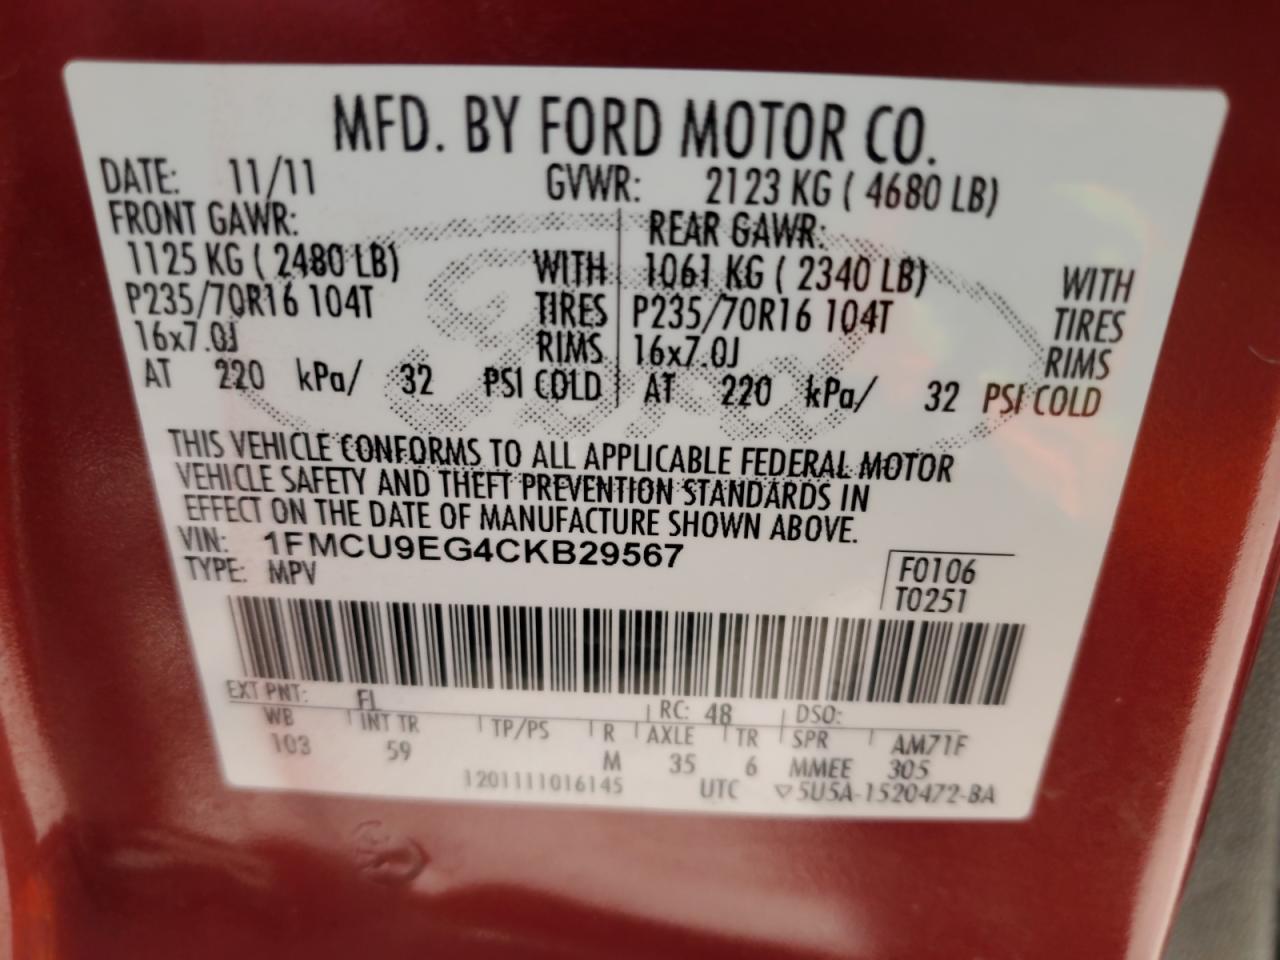 MFD. BY FORD MOTOR CO.
DATE: 11/11 GVWR: 2123 KG ( 4680 LB)
FRONT GAWR: REAR GAWR:
1125 KG ( 2480 LB) WITH 1061 KG ( 2340 LB) WITH
P235/70R16 104T TIRES P235/70R16 104T TIRES
16x7.0J RIMS 16x7.0J RIMS
AT 220 kPa/ 32 PSI COLD AT 220 kPa/ 32 PSI COLD
THIS VEHICLE CONFORMS TO ALL APPLICABLE FEDERAL MOTOR
VEHICLE SAFETY AND THEFT PREVENTION STANDARDS IN
EFFECT ON THE DATE OF MANUFACTURE SHOWN ABOVE.
VIN: 1FMCU9EG4CKB29567
TYPE: MPV
F0106
T0251
EXT PNT: FL RC: 48 DSO:
WB INT TR TP/PS R AXLE TR SPR AM71F
103 59 M 35 6 MMEE 305
1201111016145 UTC ▽5U5A-1520472-BA